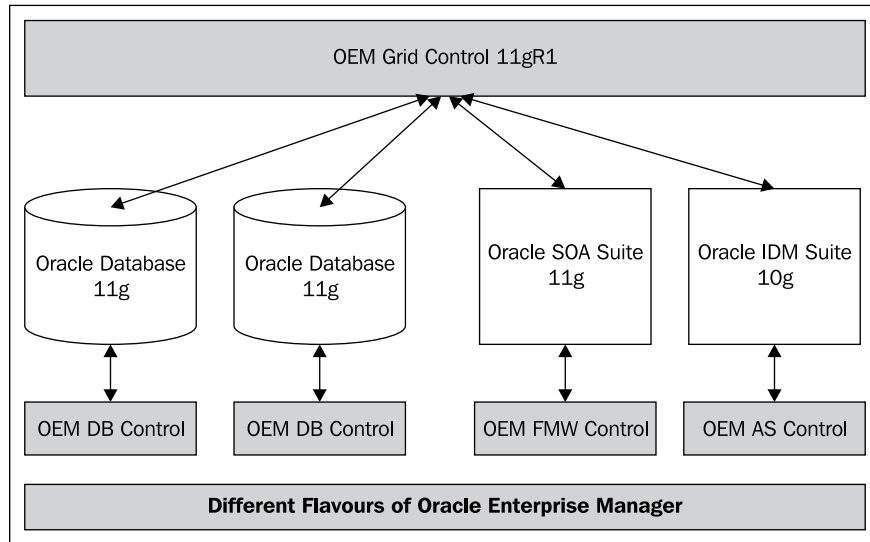 OEM Grid Control 11gR1
Oracle Database
11g
Oracle Database
11g
Oracle SOA Suite
11g
Oracle IDM Suite
10g
OEM DB Control
OEM DB Control
OEM FMW Control
OEM AS Control
Different Flavours of Oracle Enterprise Manager